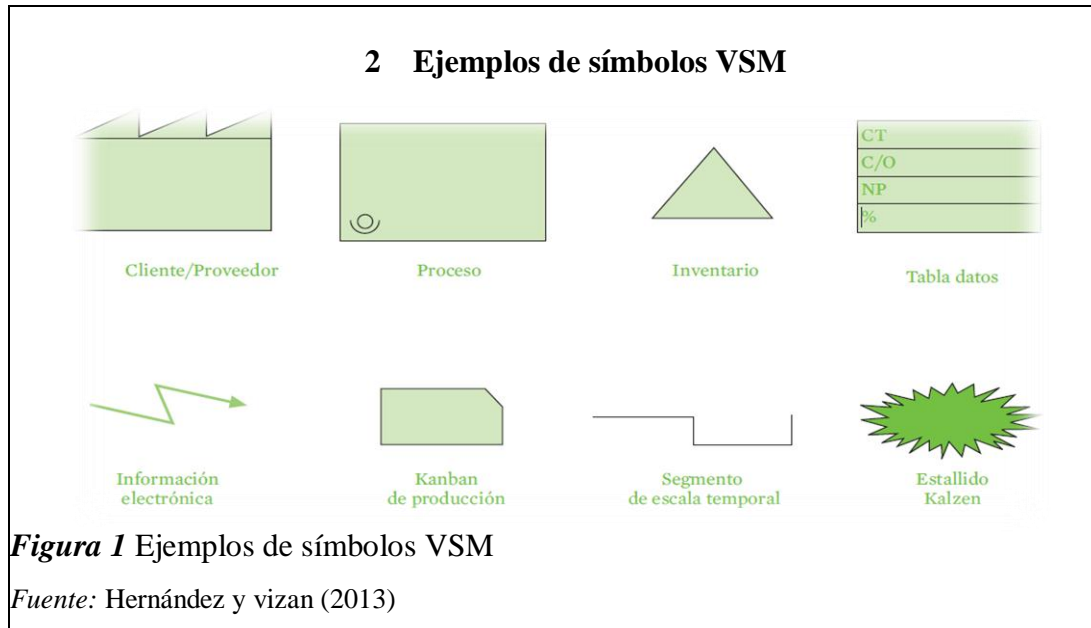 2 Ejemplos de símbolos VSM
CT
C/O
NP
%
Cliente/Proveedor
Proceso
Inventario
Tabla datos
Información
electrónica
Kanban
de producción
Segmento
de escala temporal
Estallido
Kalzen
Figura 1 Ejemplos de símbolos VSM
Fuente: Hernández y vizan (2013)